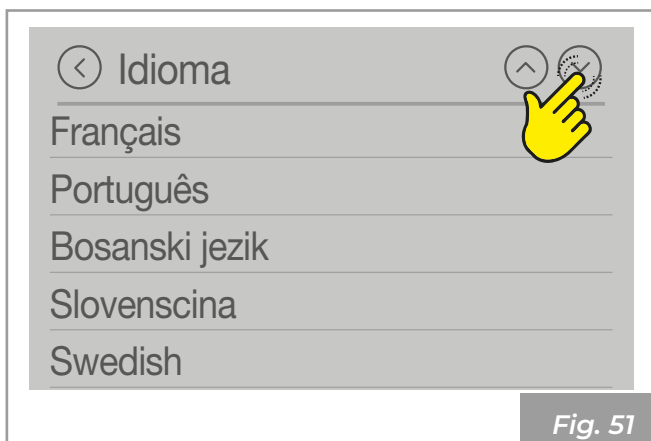 Idioma
Français
Português
Bosanski jezik
Slovenscina
Swedish
Fig. 51